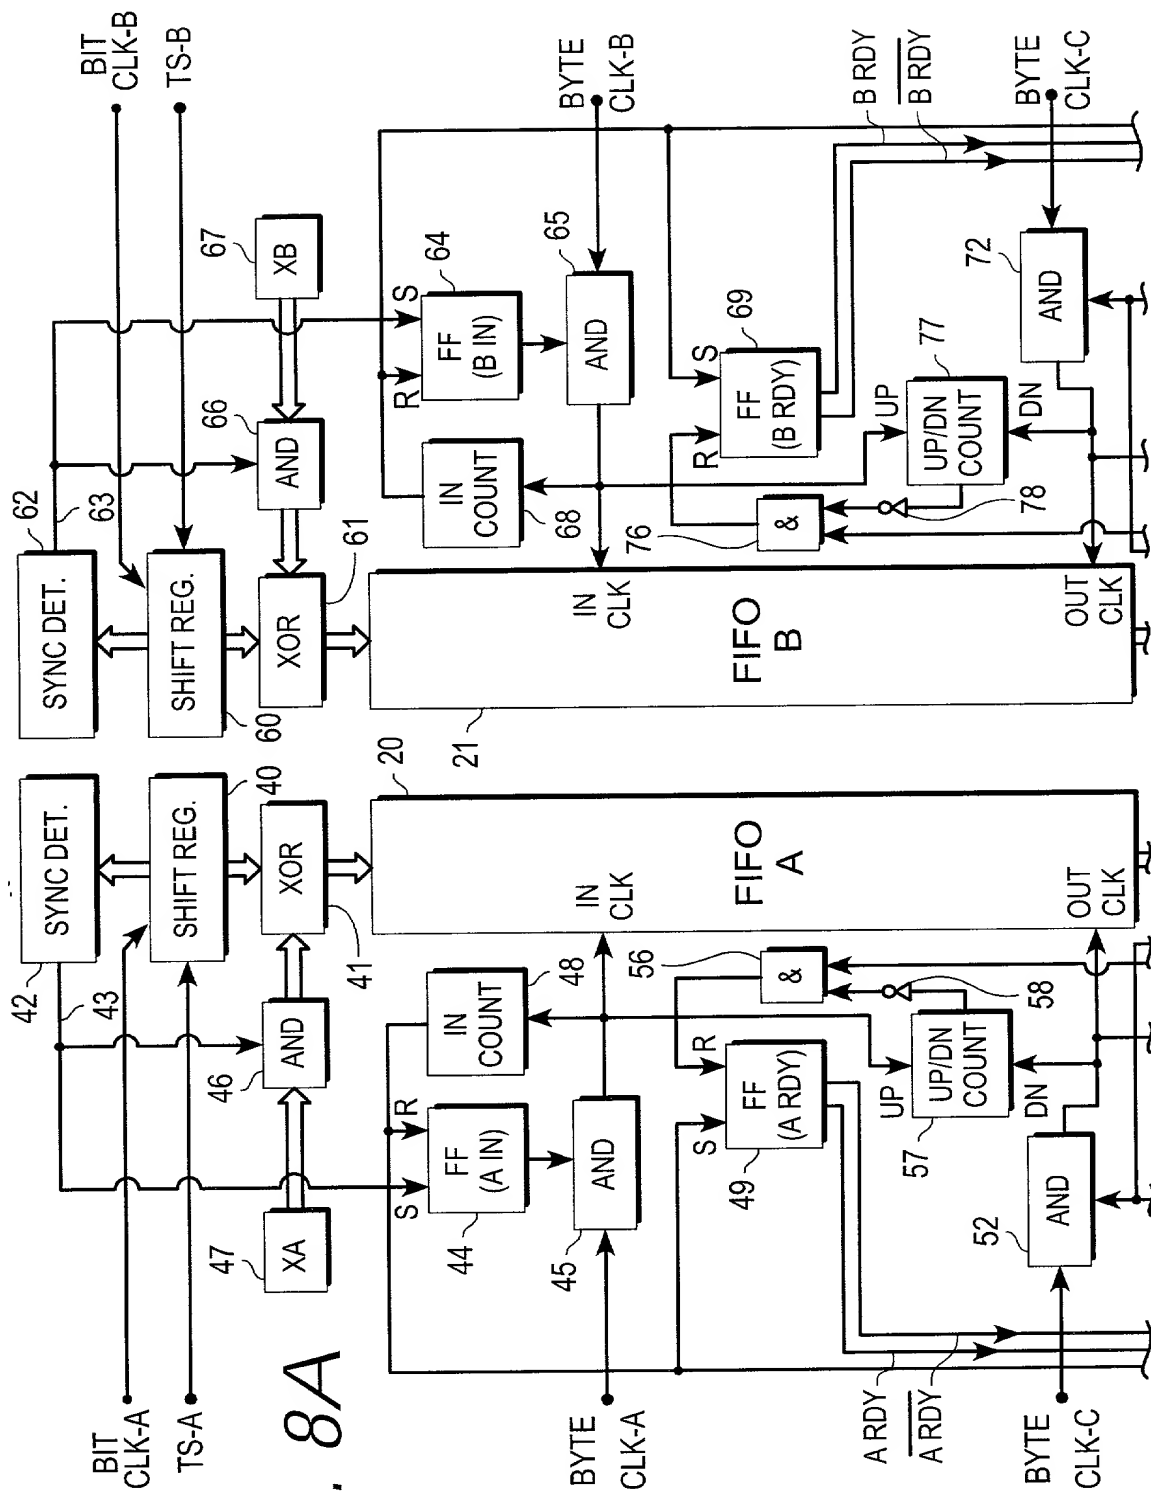 BIT
CLK-A
TS-A
BIT
CLK-B
TS-B
42
SYNC DET.
43
SHIFT REG.
40
XOR
41
46
AND
47
XA
62
SYNC DET.
63
SHIFT REG.
60
XOR
61
66
AND
67
XB
. 8A
S
R
FF
(A IN)
44
IN
COUNT
48
BYTE
CLK-A
45
AND
20
FIFO
A
IN
CLK
OUT
CLK
56
&
58
S
R
FF
(A RDY)
49
UP
UP/DN
COUNT
DN
57
52
AND
A RDY
A RDY
BYTE
CLK-C
21
FIFO
B
IN
CLK
OUT
CLK
IN
COUNT
68
R
S
FF
(B IN)
64
65
AND
BYTE
CLK-B
76
&
78
R
S
FF
(B RDY)
69
UP
UP/DN
COUNT
DN
77
72
AND
B RDY
B RDY
BYTE
CLK-C